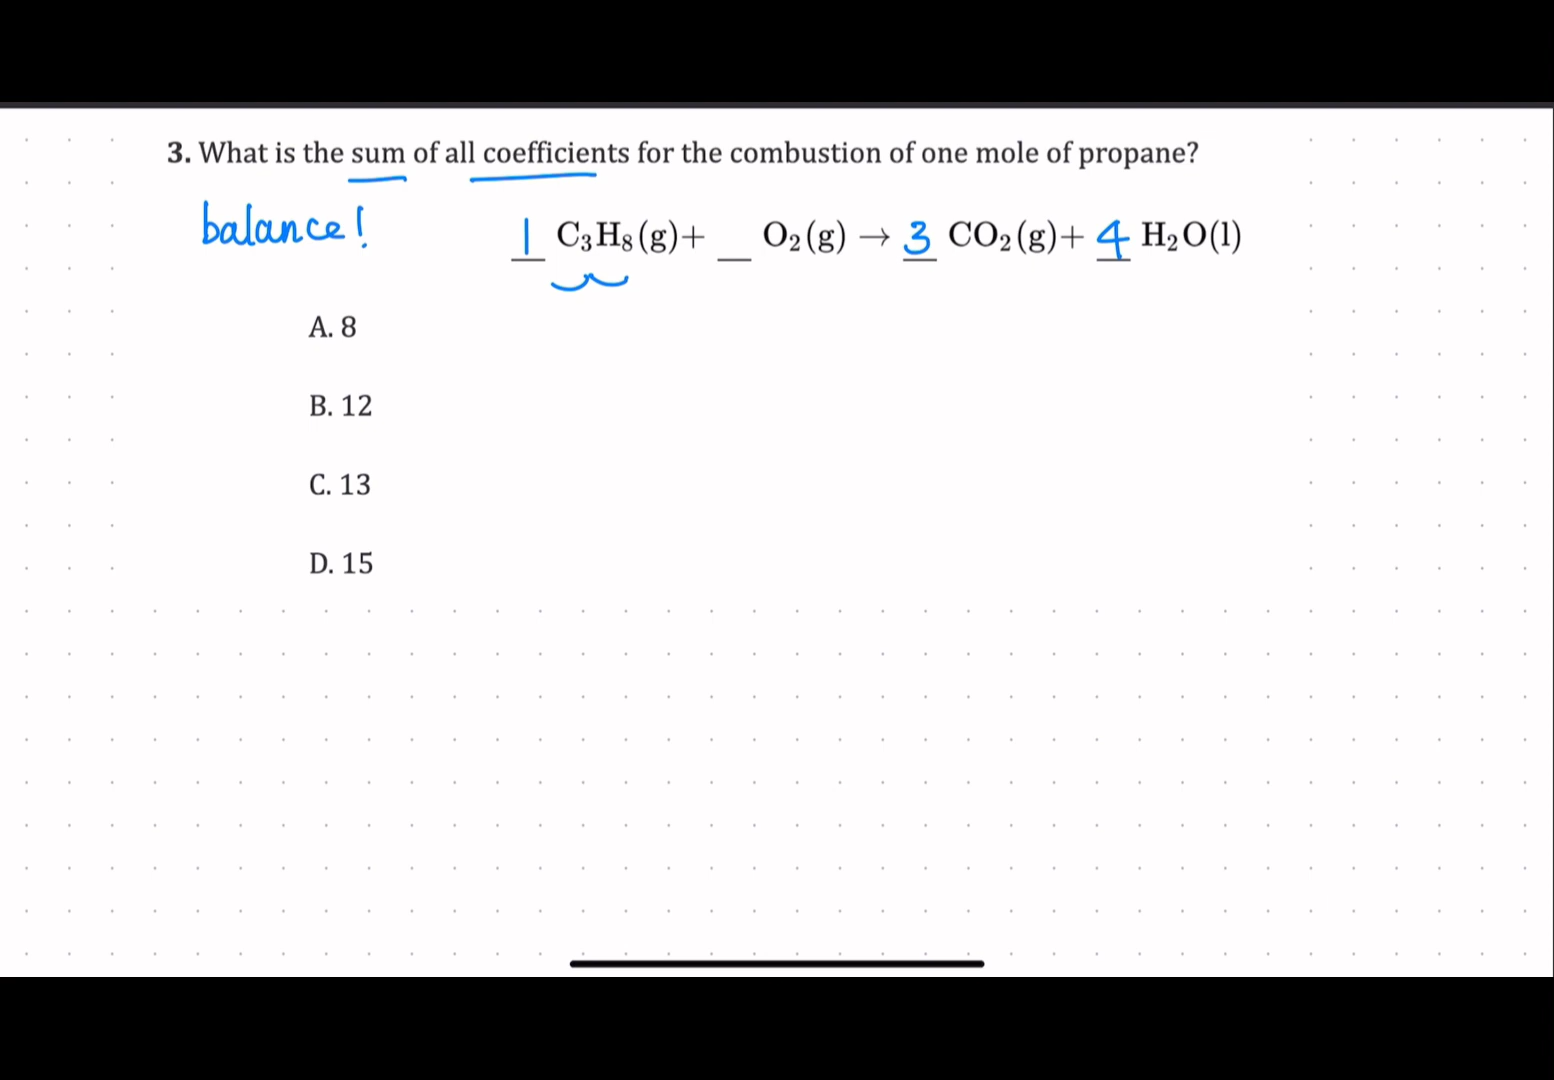 3. What is the sum of all coefficients for the combustion of one mole of propane?
balance!
1 C₃H₈(g)+ __ O₂(g) → 3 CO₂(g)+ 4 H₂O(l)
A. 8
B. 12
C. 13
D. 15